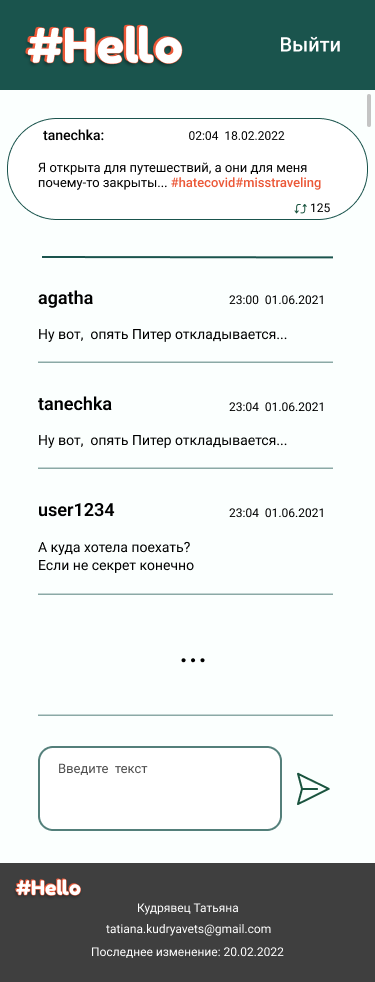 #Hello
Выйти
tanechka:
02:04 18.02.2022
Я открыта для путешествий, а они для меня
почему-то закрыты... #hatecovid#misstraveling
125
agatha
23:00 01.06.2021
Ну вот, опять Питер откладывается...
tanechka
23:04 01.06.2021
Ну вот, опять Питер откладывается...
user1234
23:04 01.06.2021
А куда хотела поехать?
Если не секрет конечно
...
Введите текст
#Hello
Кудрявец Татьяна
tatiana.kudryavets@gmail.com
Последнее изменение: 20.02.2022